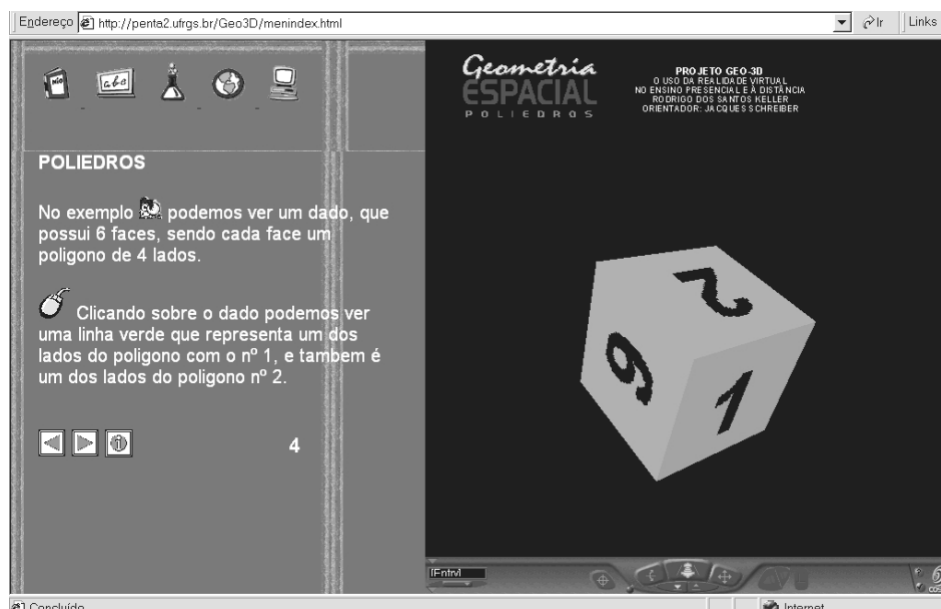 Endereço http://penta2.ufrgs.br/Geo3D/menindex.html Ir Links
abc
POLIEDROS
No exemplo podemos ver um dado, que
possui 6 faces, sendo cada face um
poligono de 4 lados.
Clicando sobre o dado podemos ver
uma linha verde que representa um dos
lados do poligono com o nº 1, e tambem é
um dos lados do poligono nº 2.
4
Geometria
ESPACIAL
POLIEDROS
PROJETO GEO-3D
O USO DA REALIDADE VIRTUAL
NO ENSINO PRESENCIAL E A DISTÂNCIA
RODRIGO DOS SANTOS KELLER
ORIENTADOR: JACQUES SCHREIBER
2
6
1
[Entry]
Concluído Internet